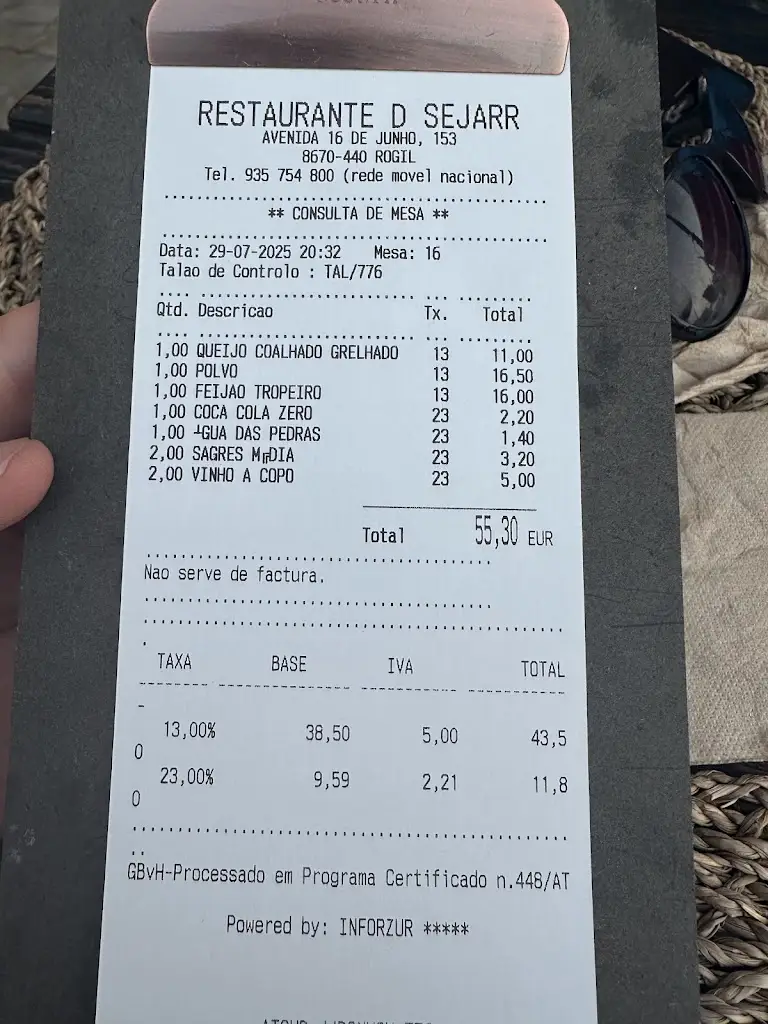 RESTAURANTE D SEJARR
AVENIDA 16 DE JUNHO, 153
8670-440 ROGIL
Tel. 935 754 800 (rede movel nacional)
** CONSULTA DE MESA **
Data: 29-07-2025 20:32 Mesa: 16
Talao de Controlo : TAL/776
Qtd. Descricao Tx. Total
1,00 QUEIJO COALHADO GRELHADO 13 11,00
1,00 POLVO 13 16,50
1,00 FEIJAO TROPEIRO 13 16,00
1,00 COCA COLA ZERO 23 2,20
1,00 ┴GUA DAS PEDRAS 23 1,40
2,00 SAGRES M╔DIA 23 3,20
2,00 VINHO A COPO 23 5,00
Total 55,30 EUR
Nao serve de factura.
TAXA BASE IVA TOTAL
13,00% 38,50 5,00 43,5
0
23,00% 9,59 2,21 11,8
0
GBvH-Processado em Programa Certificado n.448/AT
Powered by: INFORZUR *****